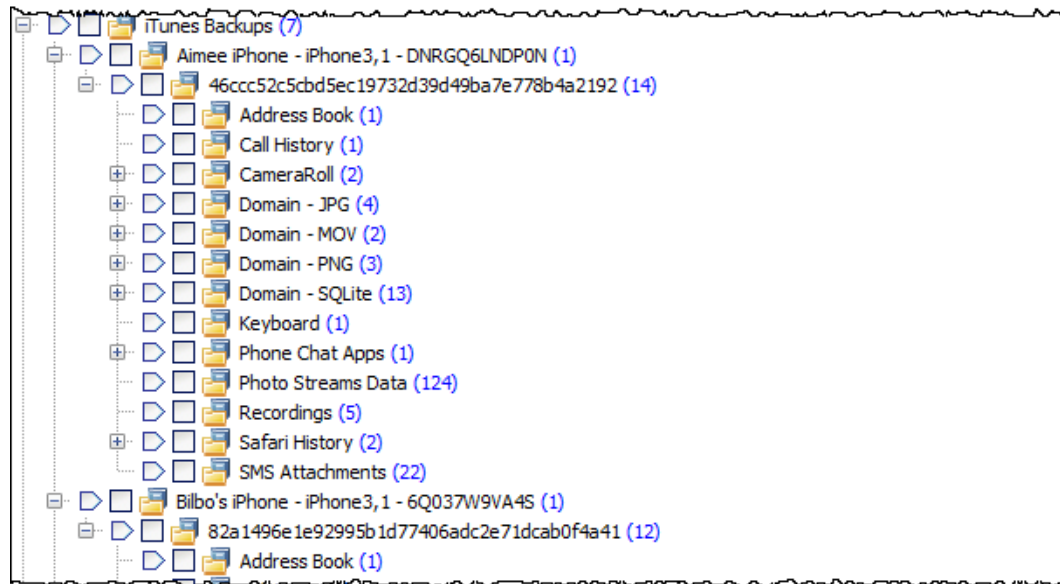 iTunes Backups (7)
Aimee iPhone - iPhone3,1 - DNRGQ6LNDP0N (1)
46ccc52c5cbd5ec19732d39d49ba7e778b4a2192 (14)
Address Book (1)
Call History (1)
CameraRoll (2)
Domain - JPG (4)
Domain - MOV (2)
Domain - PNG (3)
Domain - SQLite (13)
Keyboard (1)
Phone Chat Apps (1)
Photo Streams Data (124)
Recordings (5)
Safari History (2)
SMS Attachments (22)
Bilbo's iPhone - iPhone3,1 - 6Q037W9VA4S (1)
82a1496e1e92995b1d77406adc2e71dcab0f4a41 (12)
Address Book (1)